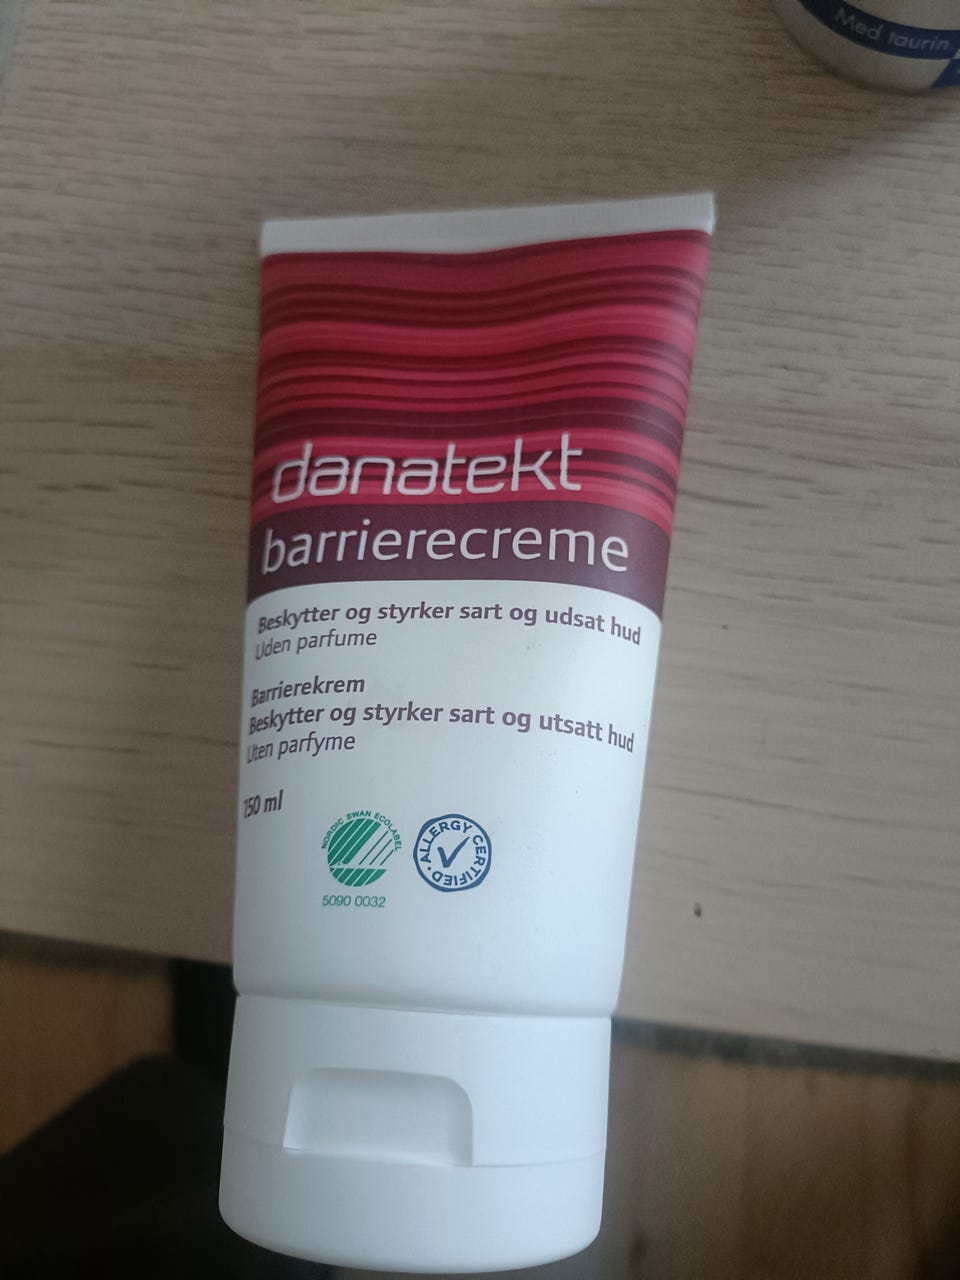 Med taurin.
danatekt
barrierecreme
Beskytter og styrker sart og udsat hud
Uden parfume
Barrierekrem
Beskytter og styrker sart og utsatt hud
Uten parfyme
150 ml
NORDIC SWAN ECOLABEL
5090 0032
ALLERGY CERTIFIED